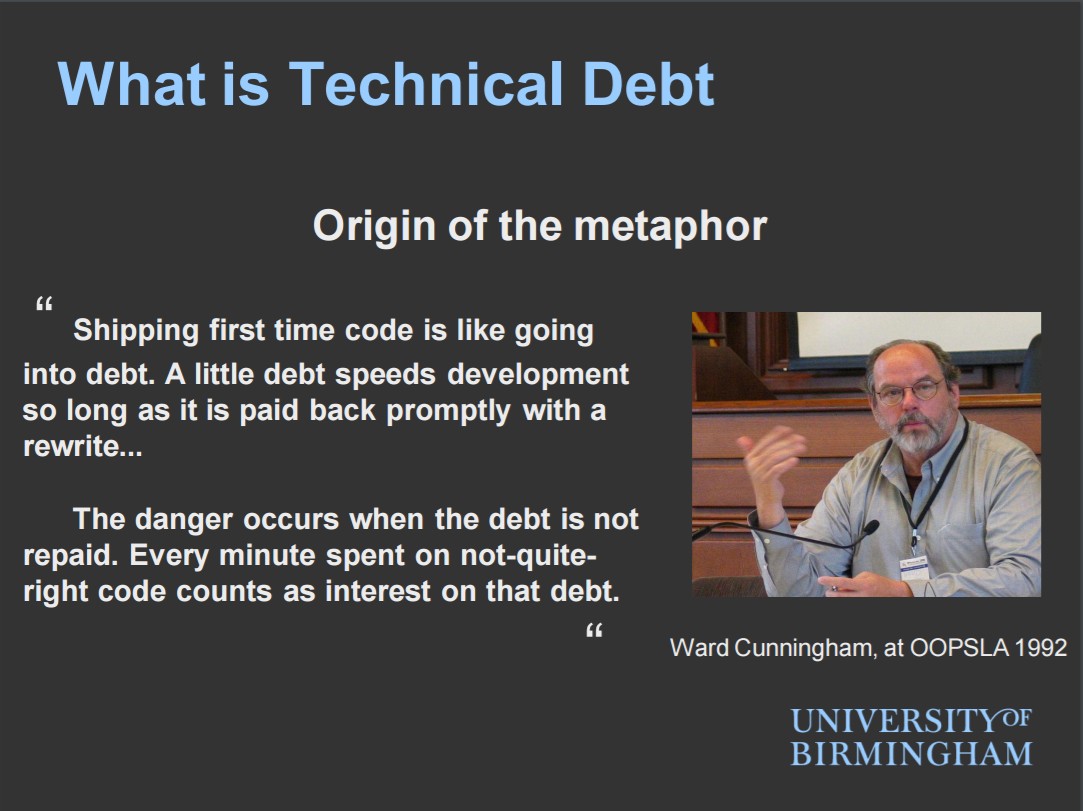 What is Technical Debt
Origin of the metaphor
“
Shipping first time code is like going
into debt. A little debt speeds development
so long as it is paid back promptly with a
rewrite...
The danger occurs when the debt is not
repaid. Every minute spent on not-quite-
right code counts as interest on that debt.
“
Ward Cunningham, at OOPSLA 1992
UNIVERSITY OF
BIRMINGHAM